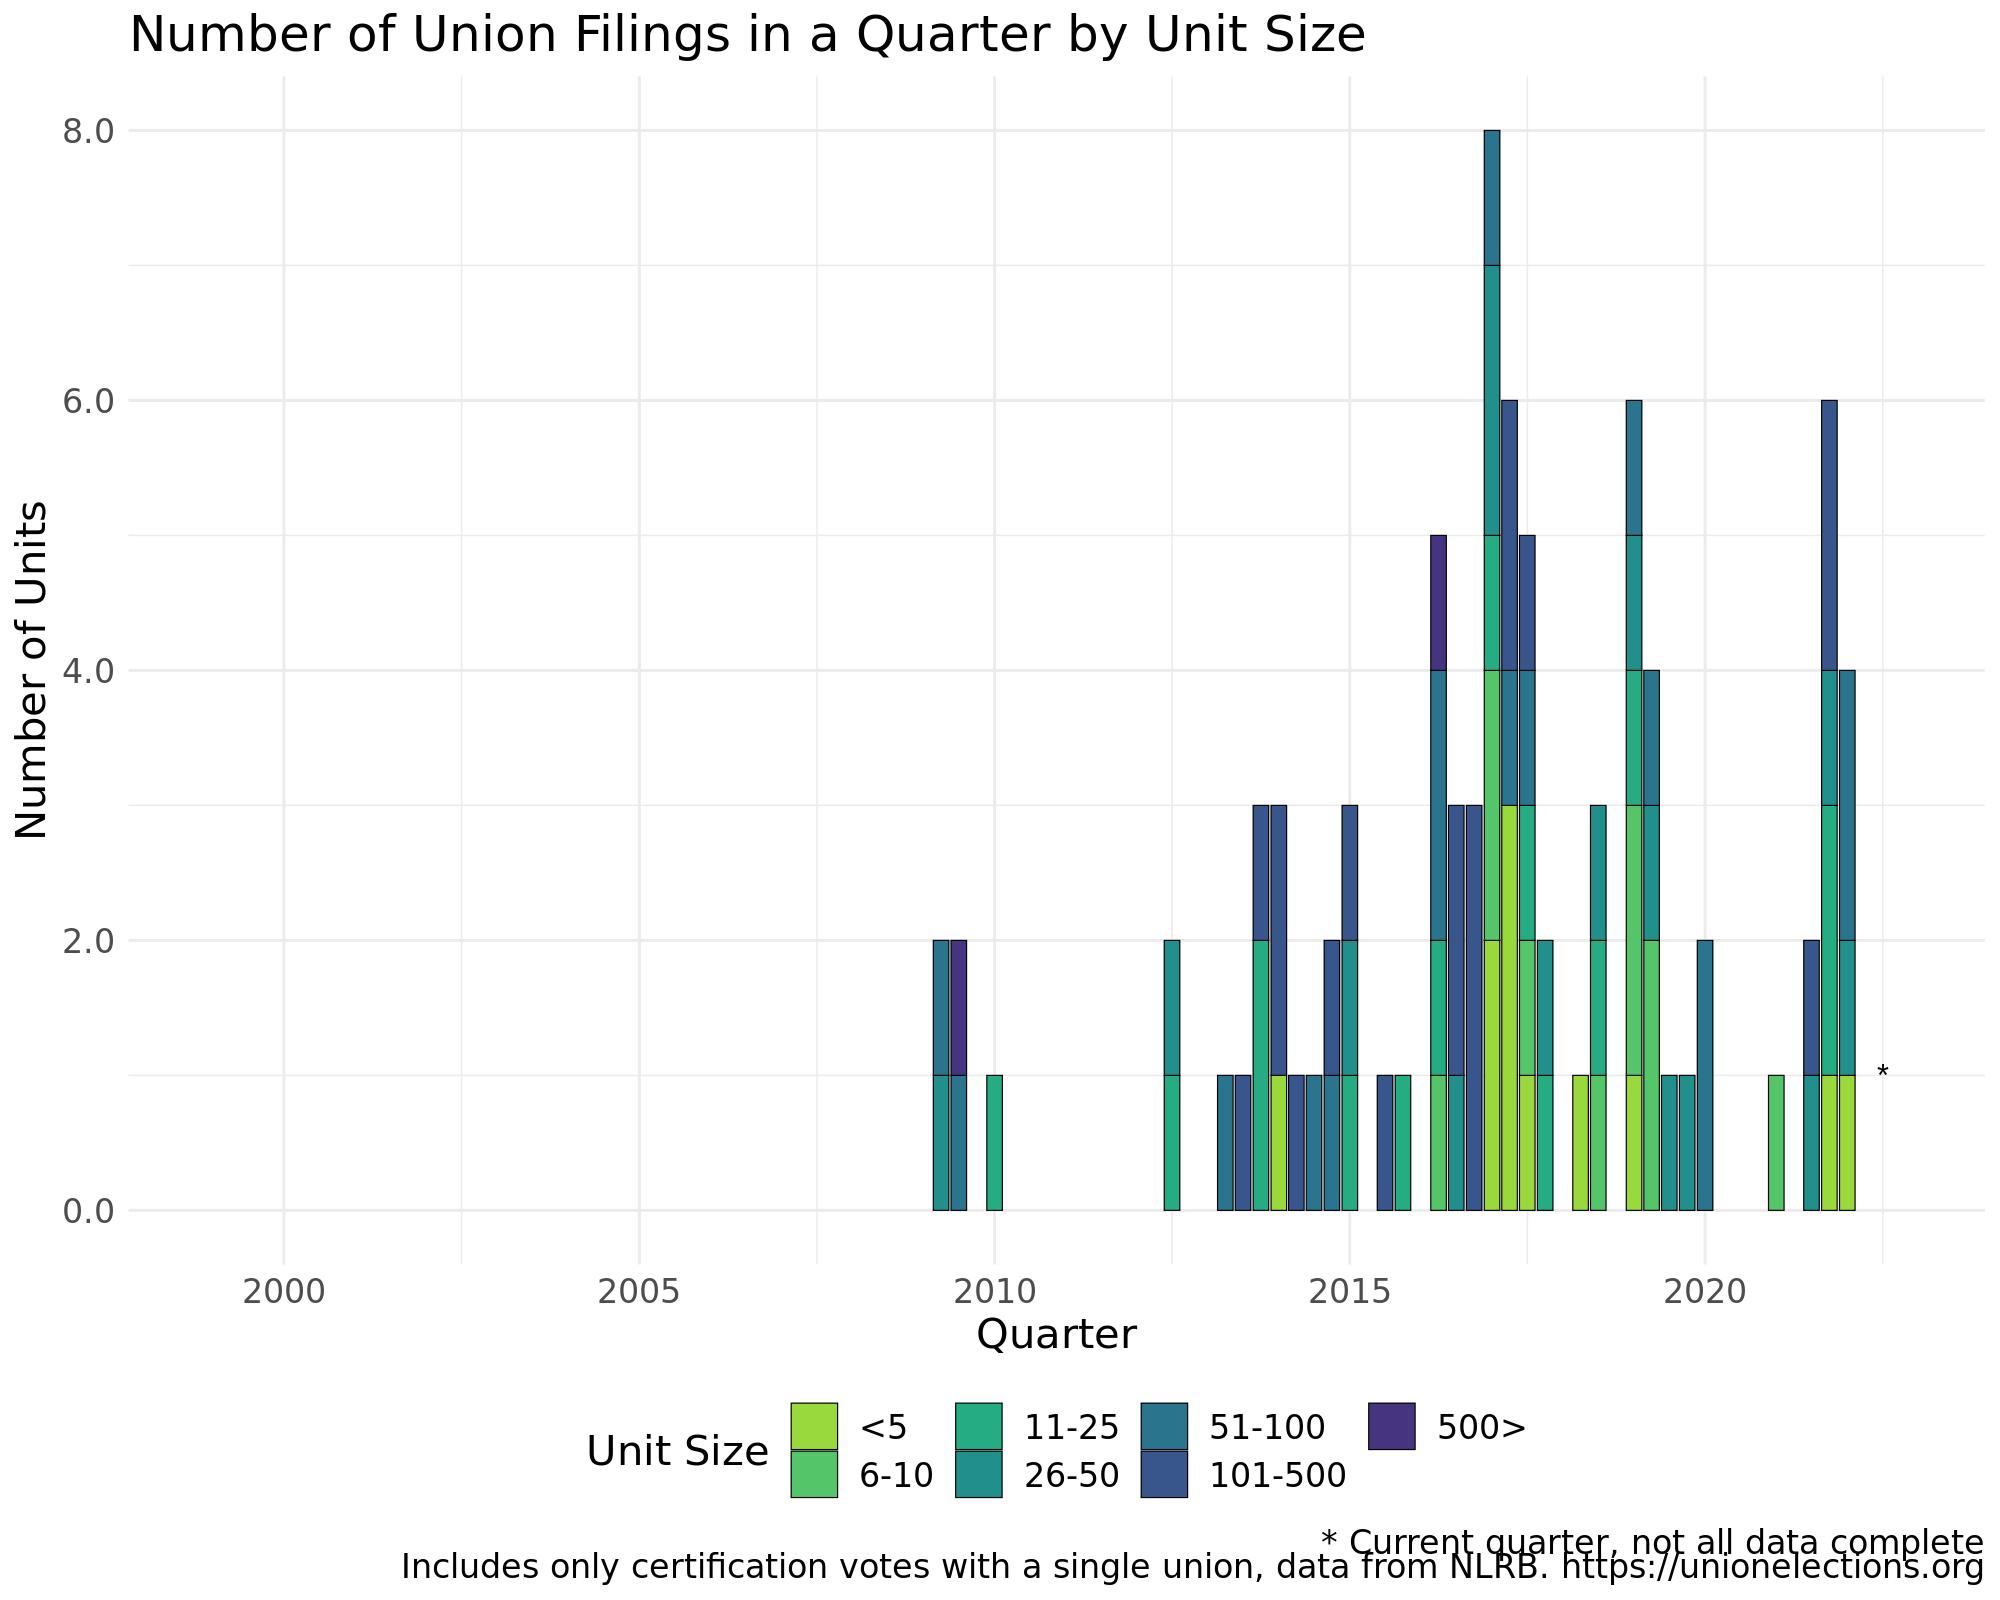 Number of Union Filings in a Quarter by Unit Size
Number of Units
8.0
6.0
4.0
2.0
0.0
*
2000 2005 2010 2015 2020
Quarter
Unit Size
<5 11-25 51-100 500>
6-10 26-50 101-500
* Current quarter, not all data complete
Includes only certification votes with a single union, data from NLRB. https://unionelections.org